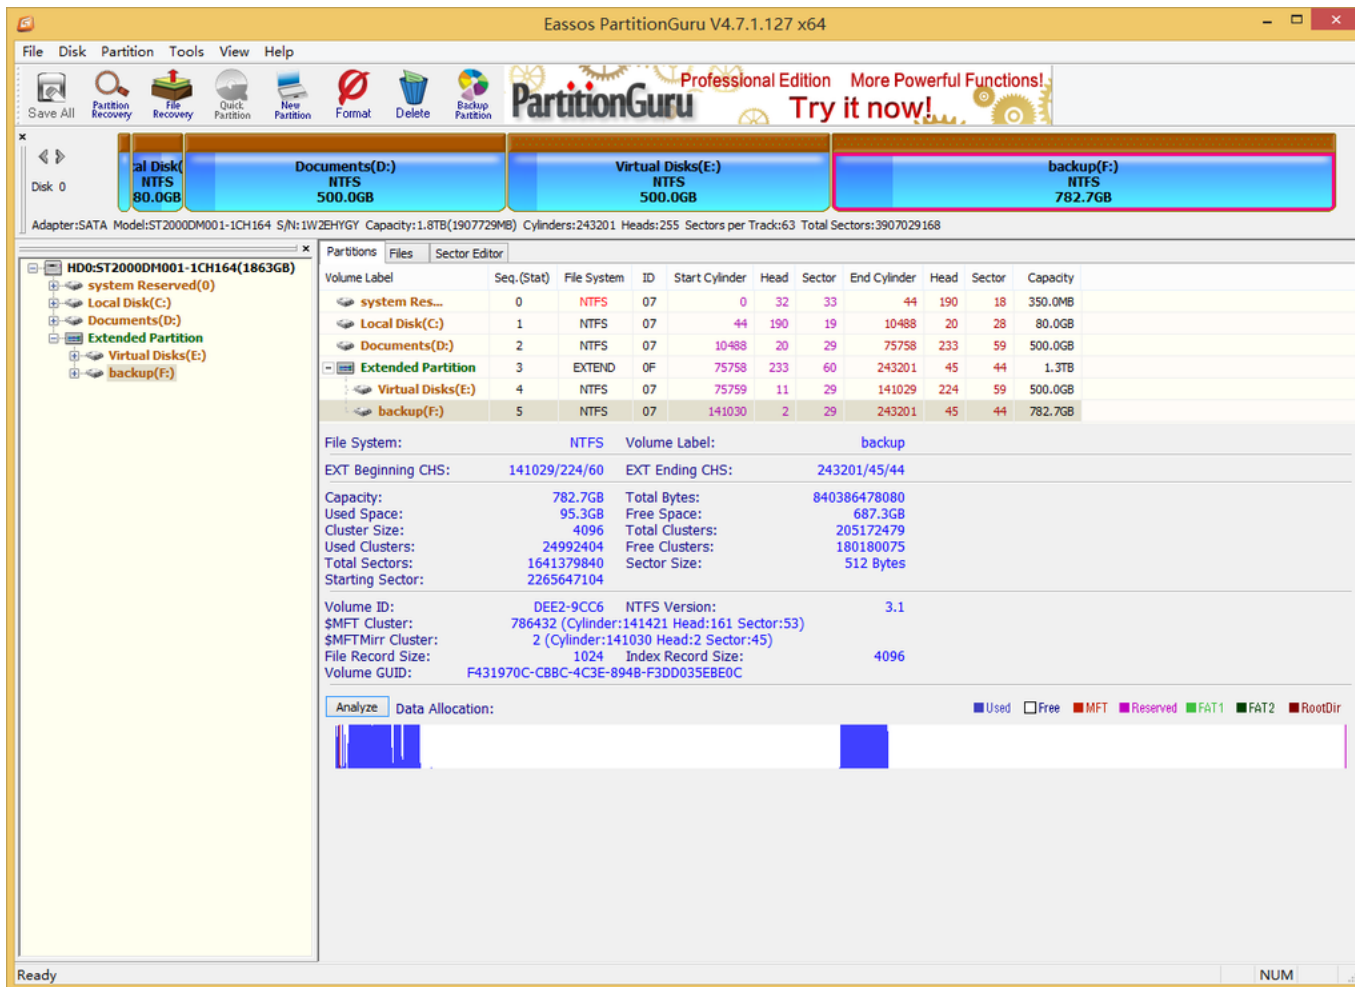 Eassos PartitionGuru V4.7.1.127 x64
File Disk Partition Tools View Help
Save All Partition Recovery File Recovery Quick Partition New Partition Format Delete Backup Partition
PartitionGuru Professional Edition More Powerful Functions!
Try it now!
Disk 0
al Disk( NTFS 80.0GB
Documents(D:) NTFS 500.0GB
Virtual Disks(E:) NTFS 500.0GB
backup(F:) NTFS 782.7GB
Adapter:SATA Model:ST2000DM001-1CH164 S/N:1W2EHYGY Capacity:1.8TB(1907729MB) Cylinders:243201 Heads:255 Sectors per Track:63 Total Sectors:3907029168
HD0:ST2000DM001-1CH164(1863GB)
system Reserved(0)
Local Disk(C:)
Documents(D:)
Extended Partition
Virtual Disks(E:)
backup(F:)
Partitions Files Sector Editor
Volume Label Seq.(Stat) File System ID Start Cylinder Head Sector End Cylinder Head Sector Capacity
system Res... 0 NTFS 07 0 32 33 44 190 18 350.0MB
Local Disk(C:) 1 NTFS 07 44 190 19 10488 20 28 80.0GB
Documents(D:) 2 NTFS 07 10488 20 29 75758 233 59 500.0GB
Extended Partition 3 EXTEND 0F 75758 233 60 243201 45 44 1.3TB
Virtual Disks(E:) 4 NTFS 07 75759 11 29 141029 224 59 500.0GB
backup(F:) 5 NTFS 07 141030 2 29 243201 45 44 782.7GB
File System: NTFS Volume Label: backup
EXT Beginning CHS: 141029/224/60 EXT Ending CHS: 243201/45/44
Capacity: 782.7GB Total Bytes: 840386478080
Used Space: 95.3GB Free Space: 687.3GB
Cluster Size: 4096 Total Clusters: 205172479
Used Clusters: 24992404 Free Clusters: 180180075
Total Sectors: 1641379840 Sector Size: 512 Bytes
Starting Sector: 2265647104
Volume ID: DEE2-9CC6 NTFS Version: 3.1
$MFT Cluster: 786432 (Cylinder:141421 Head:161 Sector:53)
$MFTMirr Cluster: 2 (Cylinder:141030 Head:2 Sector:45)
File Record Size: 1024 Index Record Size: 4096
Volume GUID: F431970C-CBBC-4C3E-894B-F3DD035EBE0C
Analyze Data Allocation: Used Free MFT Reserved FAT1 FAT2 RootDir
Ready NUM